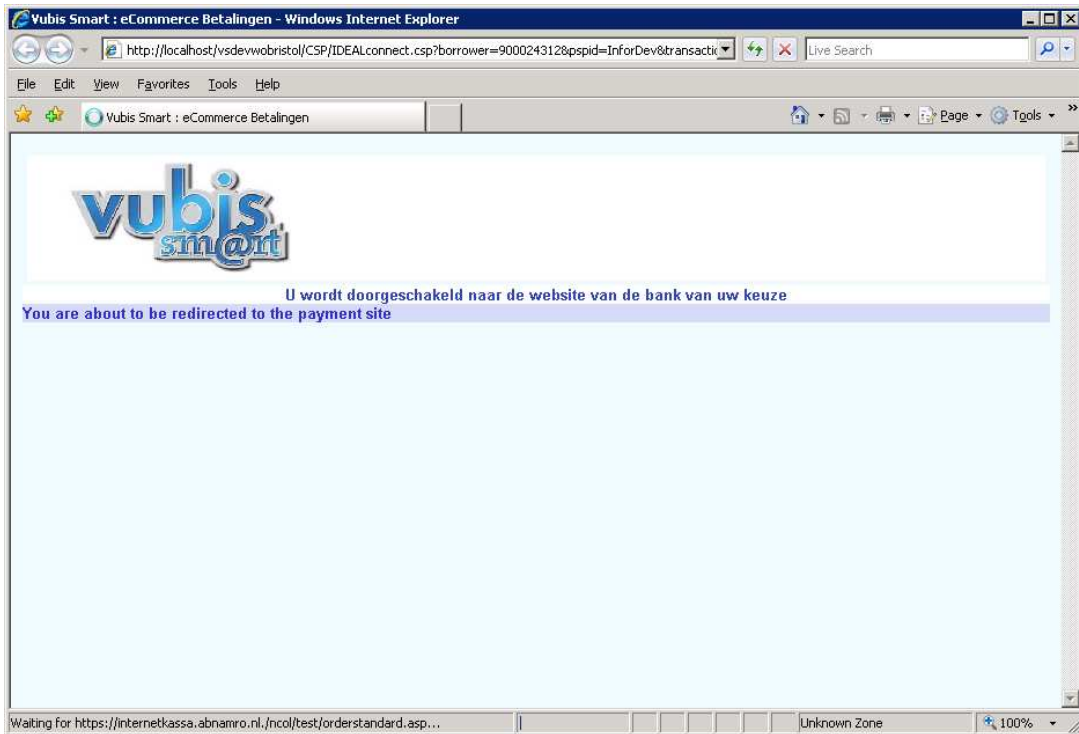 Vubis Smart : eCommerce Betalingen - Windows Internet Explorer
http://localhost/vsdevwobristol/CSP/IDEALconnect.csp?borrower=900024312&pspid=InforDev&transactic
Live Search
File Edit View Favorites Tools Help
Vubis Smart : eCommerce Betalingen
Page Tools »
vubis
sm@rt
U wordt doorgeschakeld naar de website van de bank van uw keuze
You are about to be redirected to the payment site
Waiting for https://internetkassa.abnamro.nl./ncol/test/orderstandard.asp...
Unknown Zone
100%